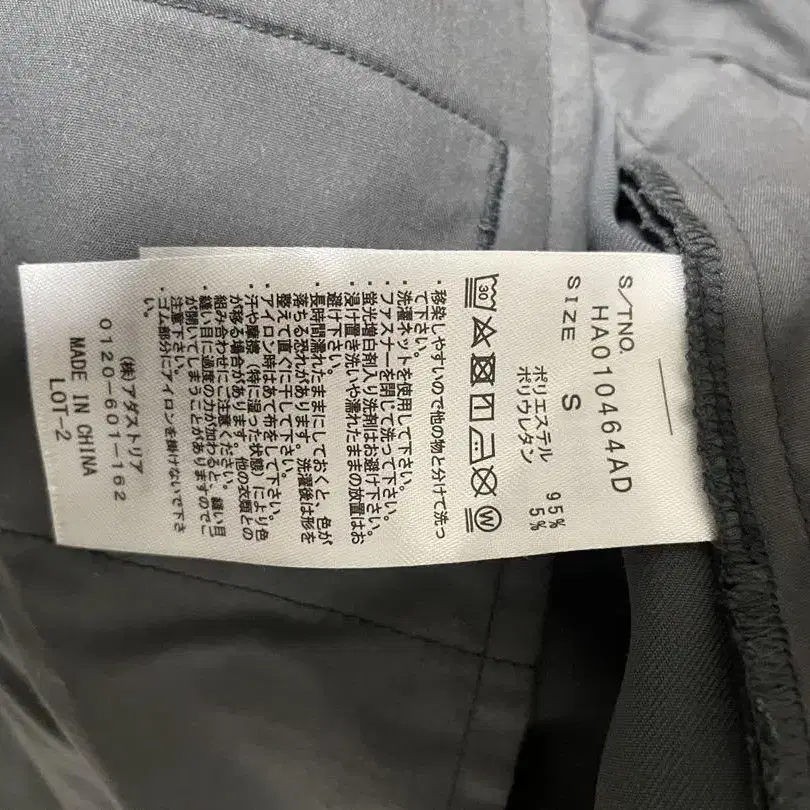 S/TNO.
HA010464AD
SIZE S
ポリエステル 95%
ポリウレタン 5%
30
W
・移染しやすいので他の物と分けて洗っ
て下さい。
・洗濯ネットを使用して下さい。
・ファスナーを閉じて洗って下さい。
・蛍光増白剤入り洗剤はお避け下さい。
・浸け置き洗いや濡れたままの放置はお
避け下さい。
・長時間濡れたままにしておくと、色が
落ちる恐れがあります。洗濯後は形を
整えて直ぐに干して下さい。
・アイロン時はあて布をして下さい。
・汗や摩擦（特に湿った状態）により色
が移る場合があります。他の衣類との
組み合わせにご注意ください。
・縫い目に過度の力が加わると、縫い目
が開いてしまうことがありますのでご
注意下さい。
・ゴム部分にアイロンを掛けないで下さ
い。
(株)アダストリア
0120-601-162
MADE IN CHINA
LOT-2